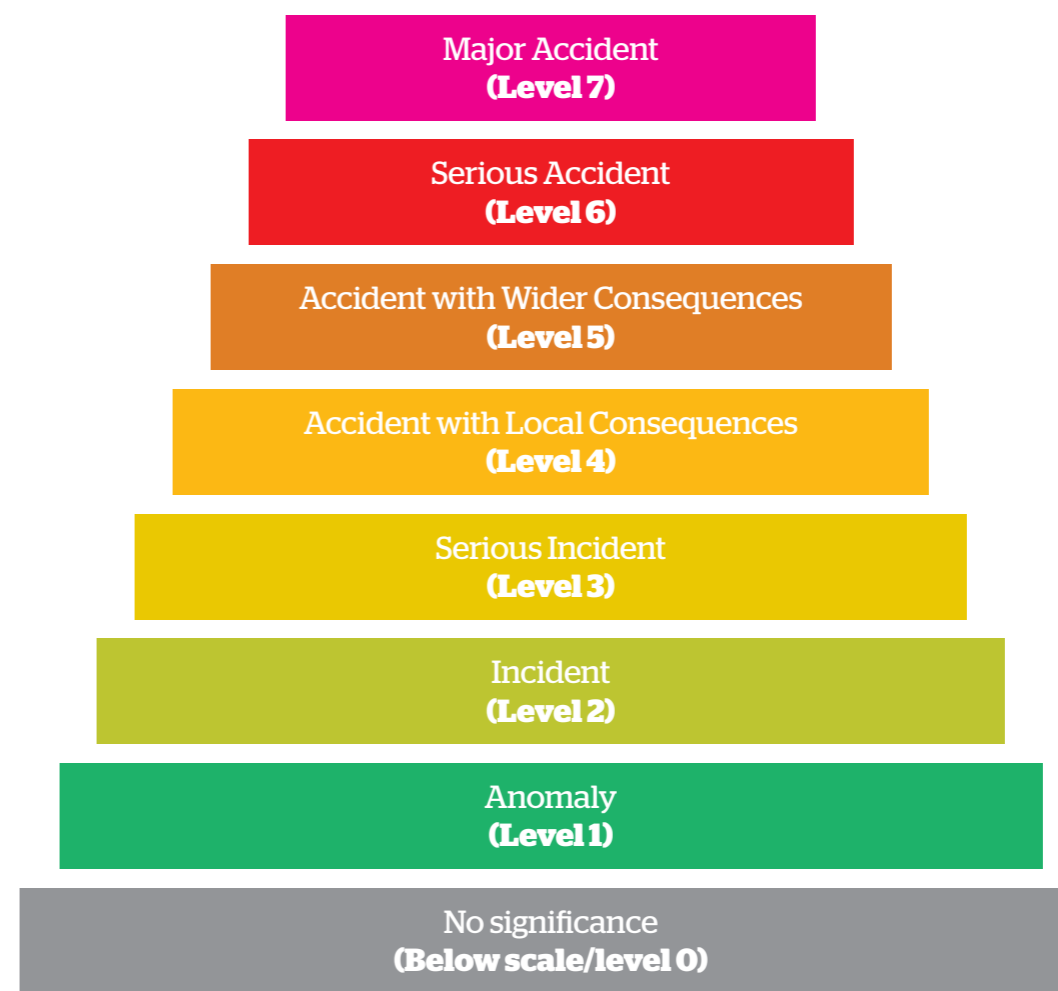 Major Accident
(Level 7)
Serious Accident
(Level 6)
Accident with Wider Consequences
(Level 5)
Accident with Local Consequences
(Level 4)
Serious Incident
(Level 3)
Incident
(Level 2)
Anomaly
(Level 1)
No significance
(Below scale/level 0)